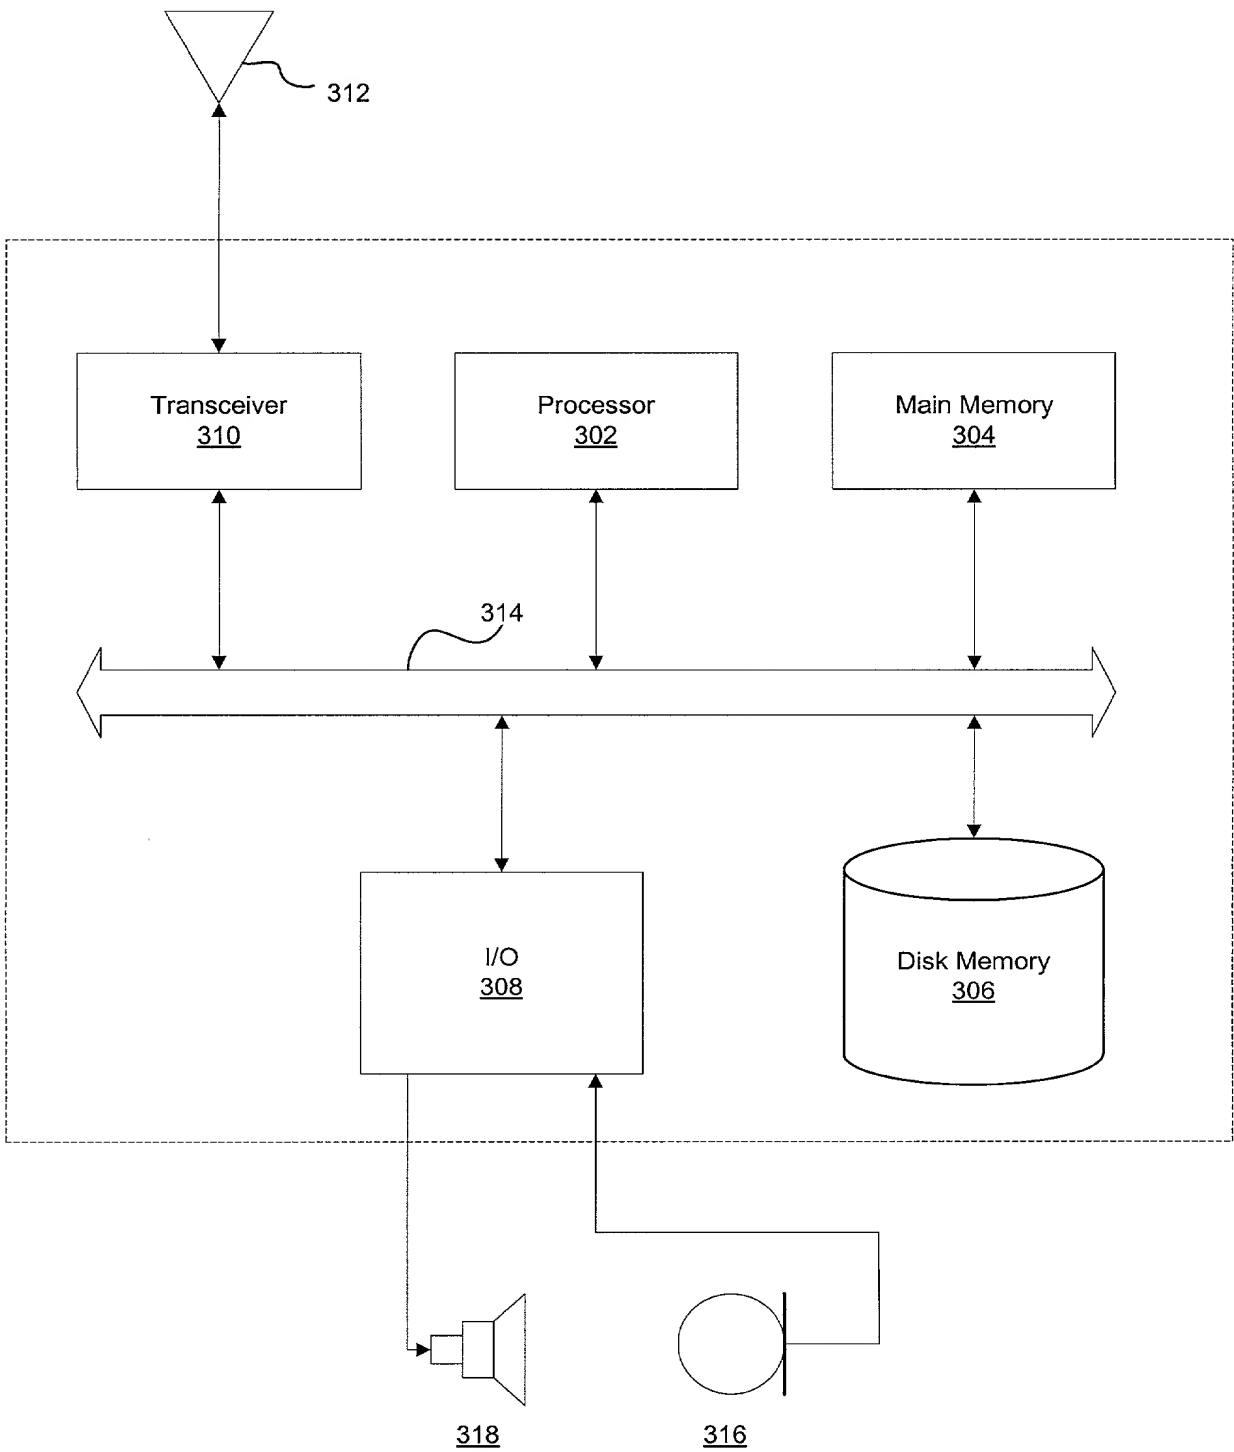 312
Transceiver
310
Processor
302
Main Memory
304
314
I/O
308
Disk Memory
306
318
316